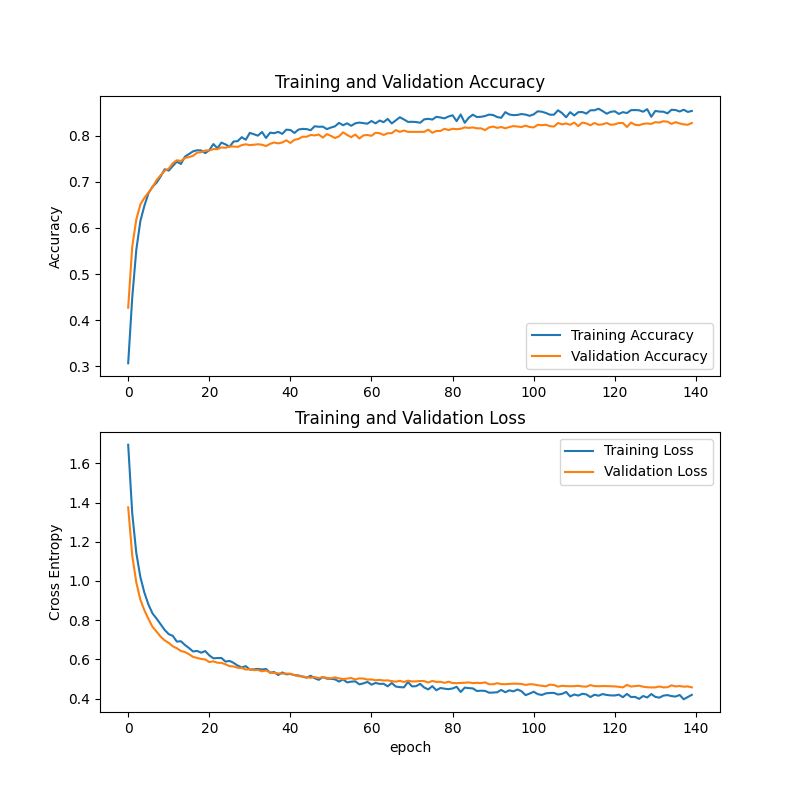 Training and Validation Accuracy
Accuracy
0.8
0.7
0.6
0.5
0.4
0.3
Training Accuracy
Validation Accuracy
0 20 40 60 80 100 120 140
Training and Validation Loss
Cross Entropy
1.6
1.4
1.2
1.0
0.8
0.6
0.4
Training Loss
Validation Loss
0 20 40 60 80 100 120 140
epoch